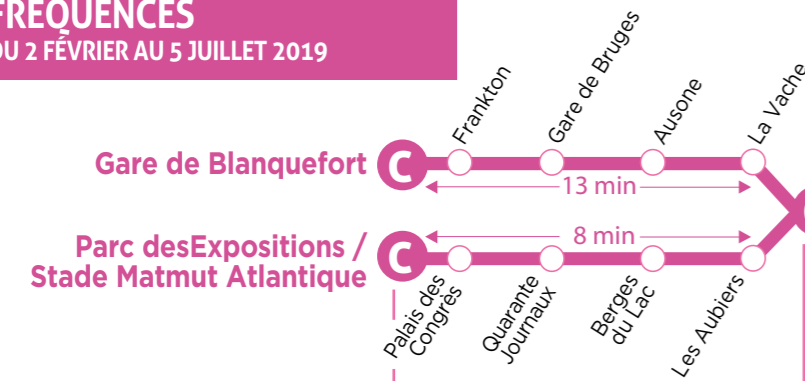 FRÉQUENCES
DU 2 FÉVRIER AU 5 JUILLET 2019
Frankton
Gare de Bruges
Ausone
La Vache
Gare de Blanquefort
C
13 min
Parc desExpositions /
Stade Matmut Atlantique
C
8 min
Palais des
Congrès
Quarante
Journaux
Berges
du Lac
Les Aubiers